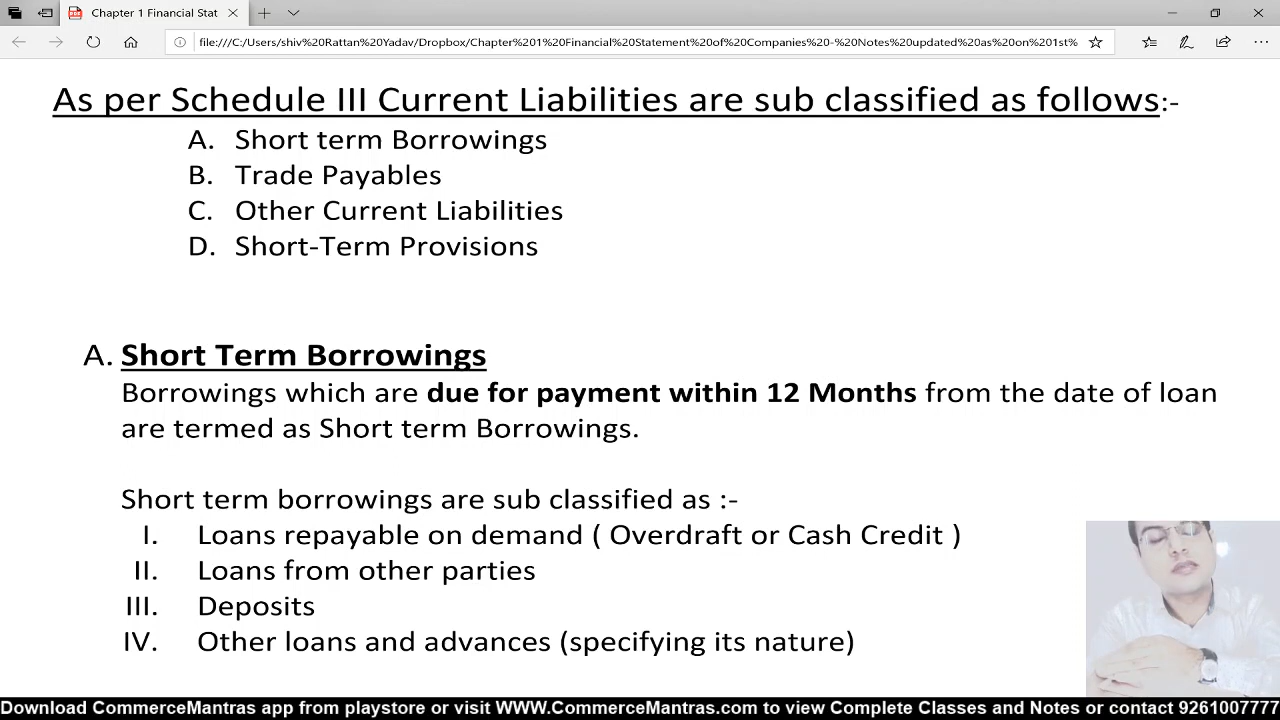 Chapter 1 Financial Stat
file:///C:/Users/shiv%20Rattan%20Yadav/Dropbox/Chapter%201%20Financial%20Statement%20of%20Companies%20-%20Notes%20updated%20as%20on%201st%
As per Schedule III Current Liabilities are sub classified as follows:-
A. Short term Borrowings
B. Trade Payables
C. Other Current Liabilities
D. Short-Term Provisions
A. Short Term Borrowings
Borrowings which are due for payment within 12 Months from the date of loan
are termed as Short term Borrowings.
Short term borrowings are sub classified as :-
I. Loans repayable on demand ( Overdraft or Cash Credit )
II. Loans from other parties
III. Deposits
IV. Other loans and advances (specifying its nature)
Download CommerceMantras app from playstore or visit WWW.CommerceMantras.com to view Complete Classes and Notes or contact 9261007777